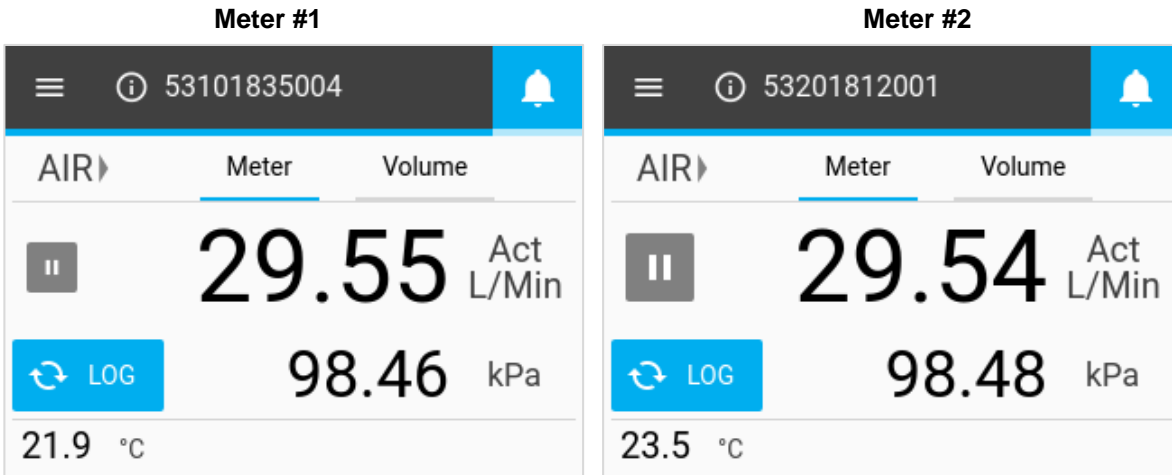 Meter #1
53101835004
AIR Meter Volume
29.55 Act L/Min
LOG 98.46 kPa
21.9 °C
Meter #2
53201812001
AIR Meter Volume
29.54 Act L/Min
LOG 98.48 kPa
23.5 °C